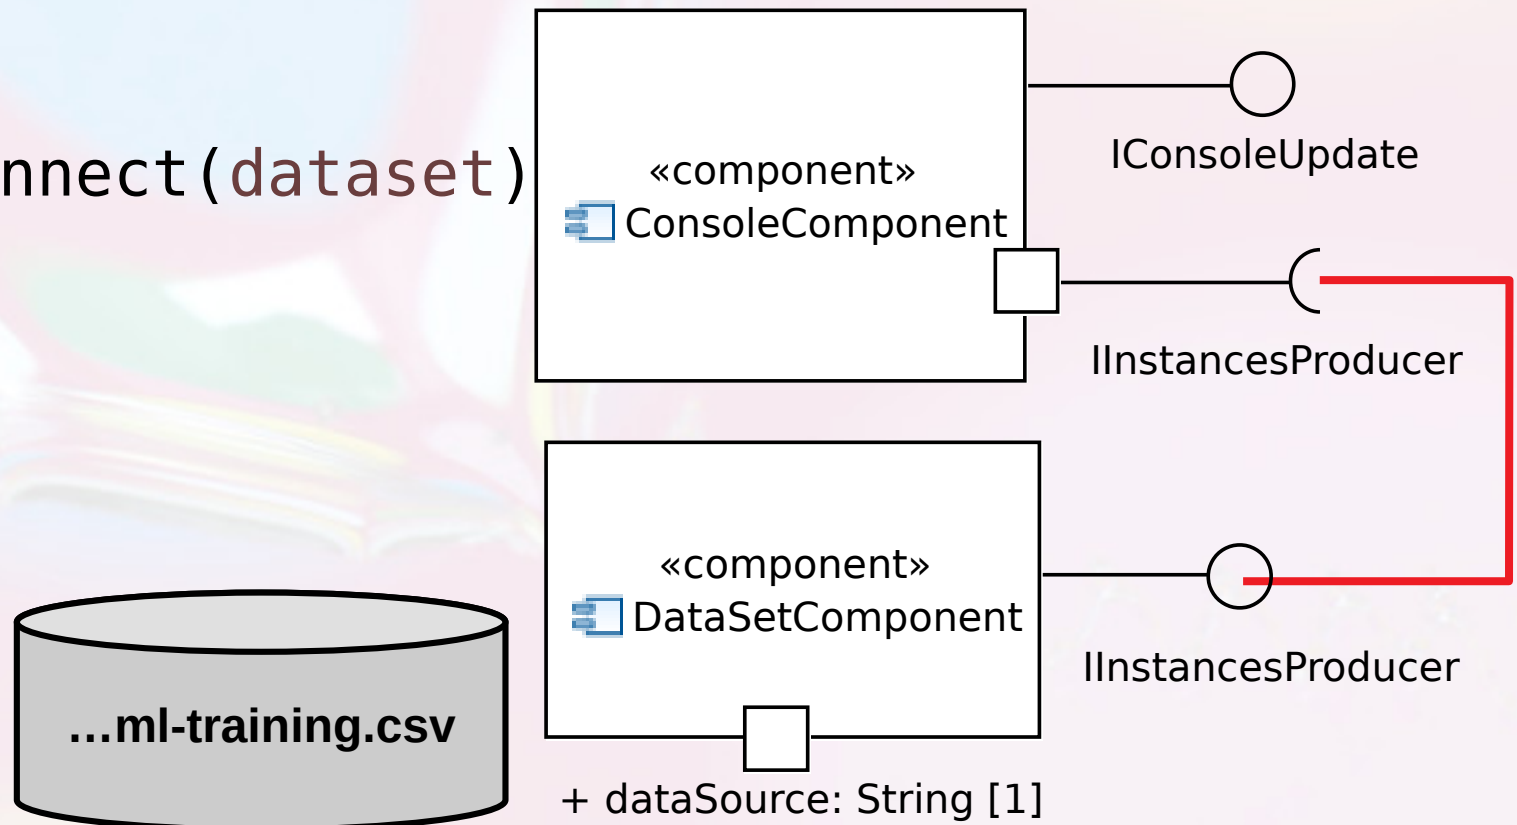 nnect(dataset)
«component»
ConsoleComponent
IConsoleUpdate
IInstancesProducer
«component»
DataSetComponent
IInstancesProducer
...ml-training.csv
+ dataSource: String [1]